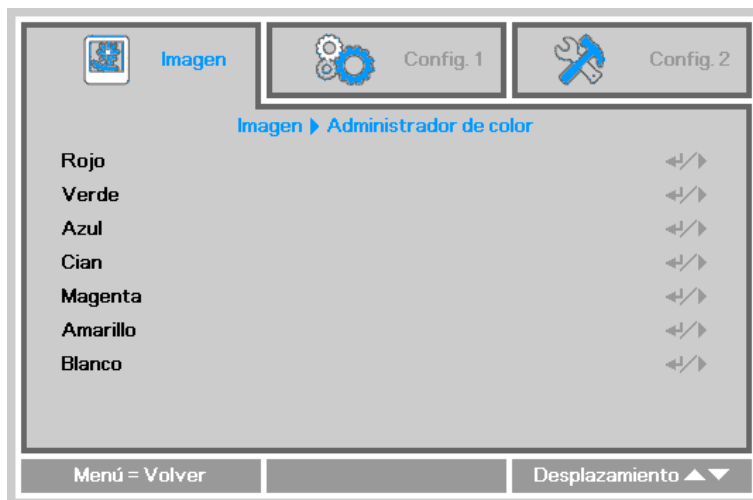 Imagen
Config. 1
Config. 2
Imagen Administrador de color
Rojo
Verde
Azul
Cian
Magenta
Amarillo
Blanco
Menú = Volver
Desplazamiento